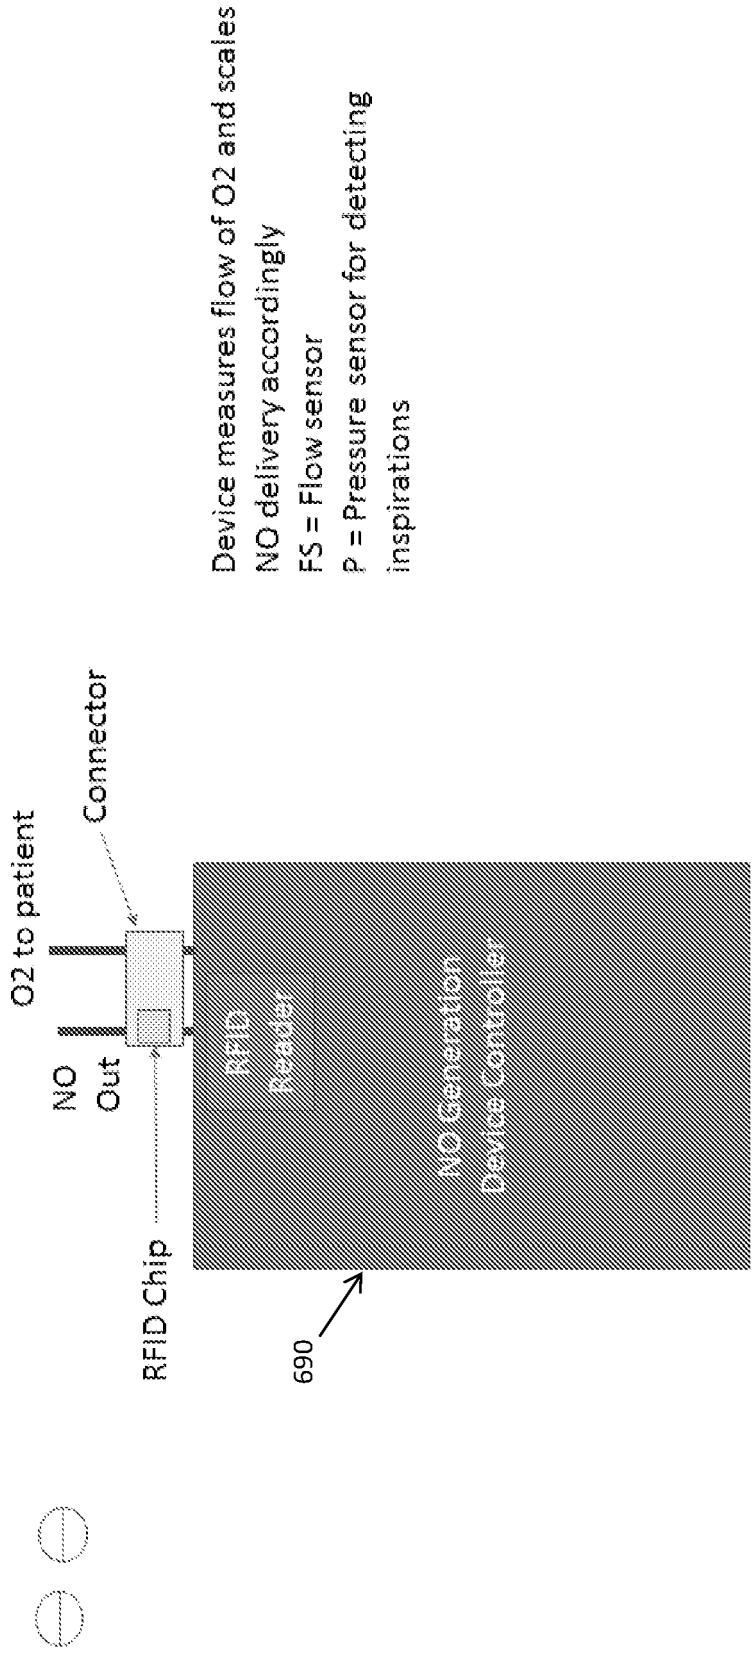 O2 to patient
NO
Out
Connector
RFID Chip
RFID
Reader
NO Generation
Device Controller
690
Device measures flow of O2 and scales
NO delivery accordingly
FS = Flow sensor
P = Pressure sensor for detecting
inspirations